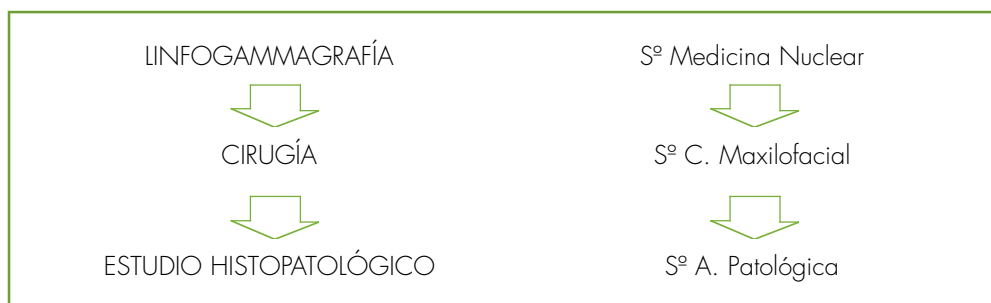 LINFOGAMMAGRAFÍA
Sº Medicina Nuclear
CIRUGÍA
Sº C. Maxilofacial
ESTUDIO HISTOPATOLÓGICO
Sº A. Patológica